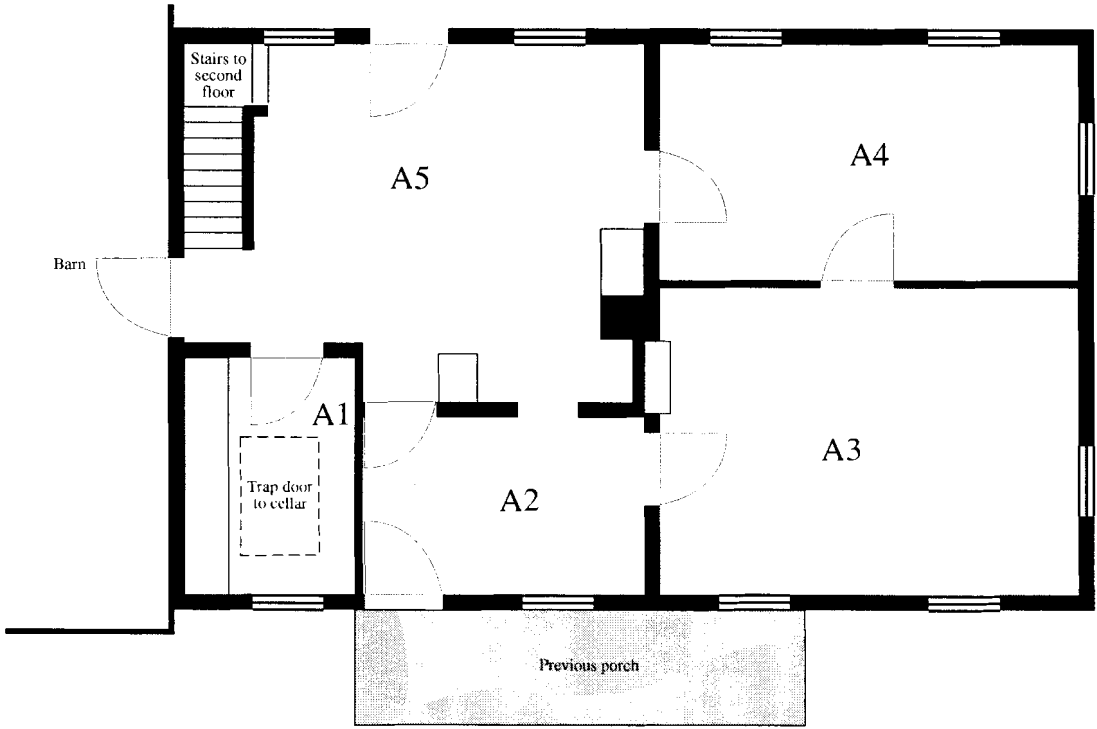 Stairs to
second
floor
A5
A4
Barn
A1
A3
Trap door
to cellar
A2
Previous porch